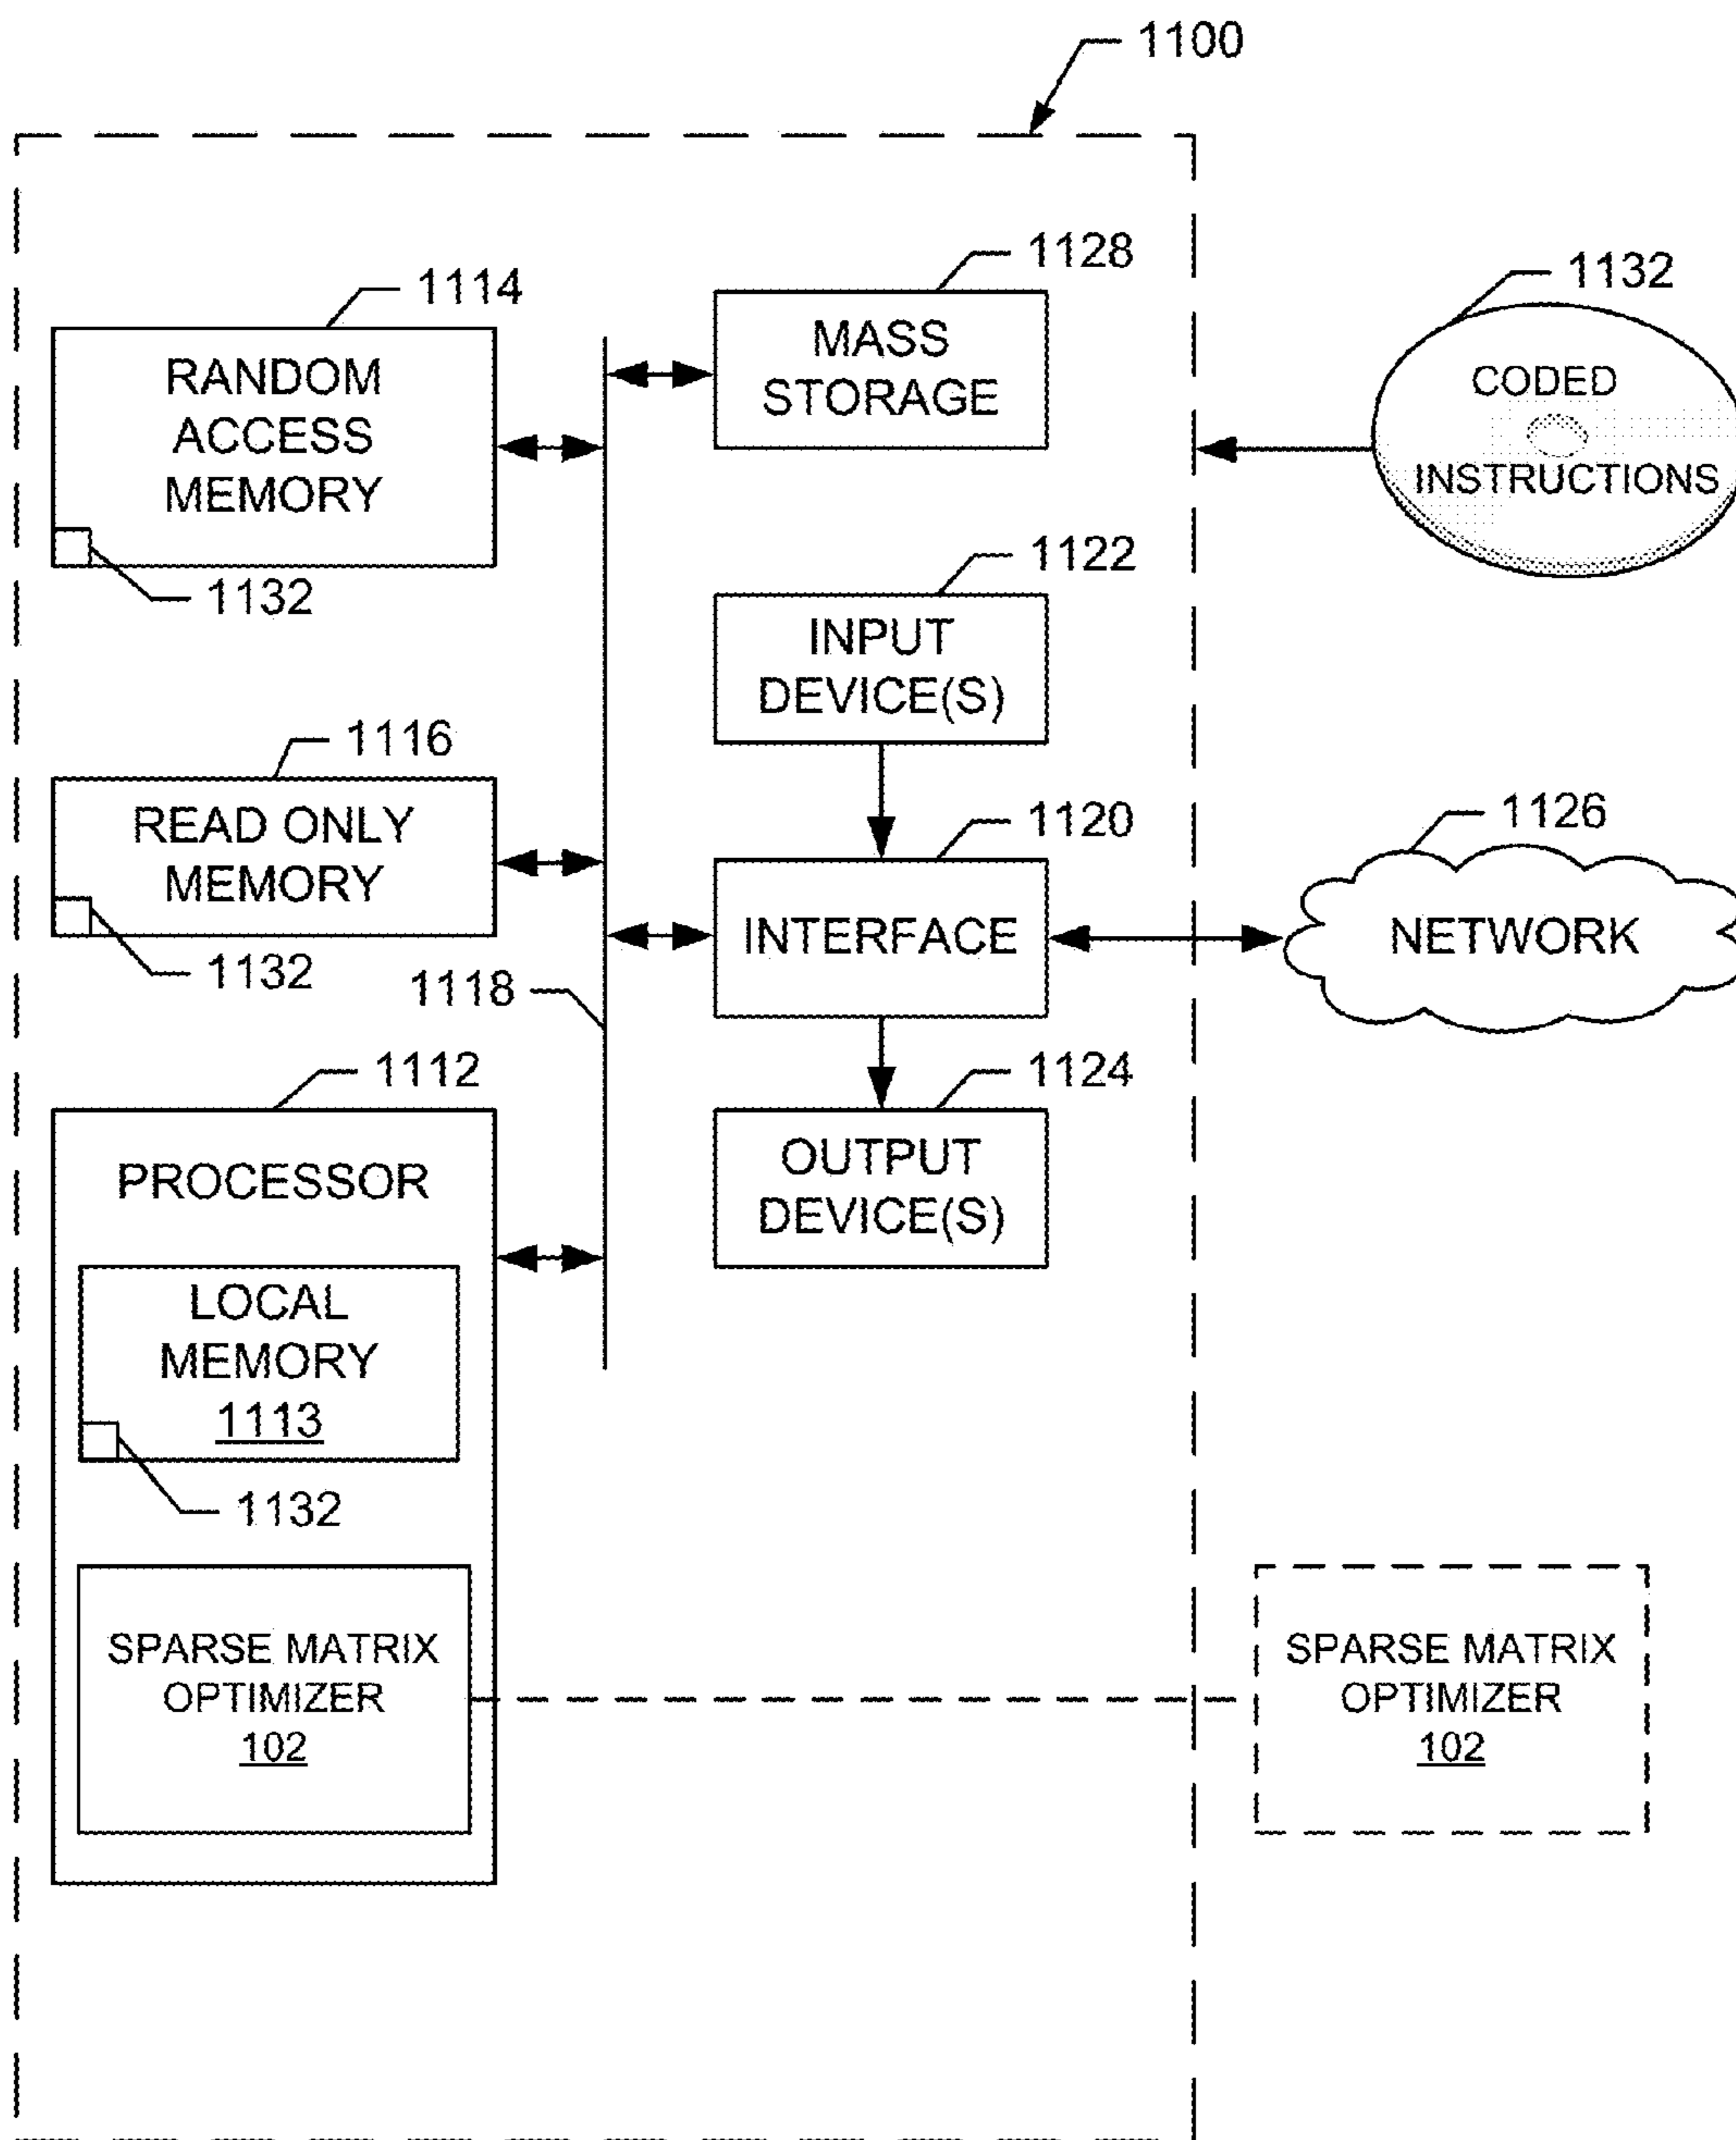 1100
1128
1114
MASS
STORAGE
RANDOM
ACCESS
MEMORY
1132
1132
CODED
INSTRUCTIONS
1122
INPUT
DEVICE(S)
1116
READ ONLY
MEMORY
1132
1120
INTERFACE
1126
NETWORK
1118
1112
PROCESSOR
1124
OUTPUT
DEVICE(S)
LOCAL
MEMORY
1113
1132
SPARSE MATRIX
OPTIMIZER
102
SPARSE MATRIX
OPTIMIZER
102